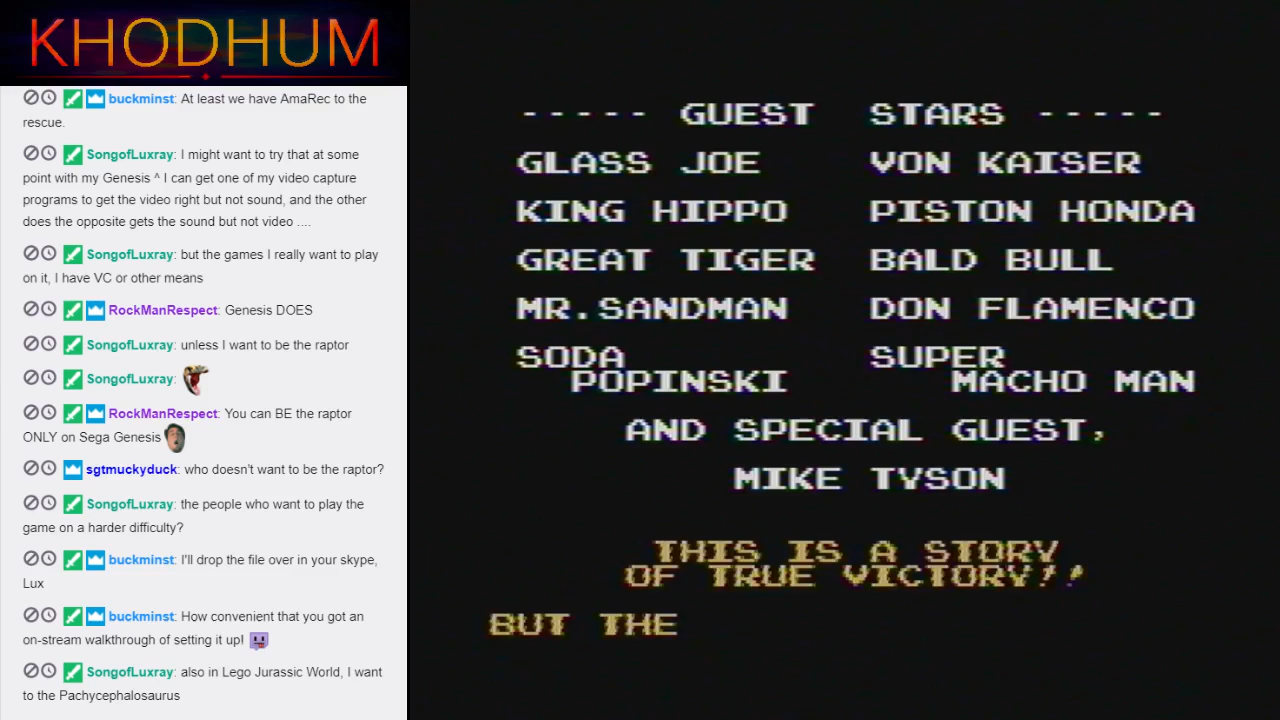 KHODHUM
buckminst: At least we have AmaRec to the
rescue.
SongofLuxray: I might want to try that at some
point with my Genesis ^ I can get one of my video capture
programs to get the video right but not sound, and the other
does the opposite gets the sound but not video ....
SongofLuxray: but the games I really want to play
on it, I have VC or other means
RockManRespect: Genesis DOES
SongofLuxray: unless I want to be the raptor
SongofLuxray:
RockManRespect: You can BE the raptor
ONLY on Sega Genesis
sgtmuckyduck: who doesn't want to be the raptor?
SongofLuxray: the people who want to play the
game on a harder difficulty?
buckminst: I'll drop the file over in your skype,
Lux
buckminst: How convenient that you got an
on-stream walkthrough of setting it up!
SongofLuxray: also in Lego Jurassic World, I want
to the Pachycephalosaurus
----- GUEST STARS -----
GLASS JOE VON KAISER
KING HIPPO PISTON HONDA
GREAT TIGER BALD BULL
MR.SANDMAN DON FLAMENCO
SODA SUPER
POPINSKI MACHO MAN
AND SPECIAL GUEST,
MIKE TYSON
THIS IS A STORY
OF TRUE VICTORY!!
BUT THE